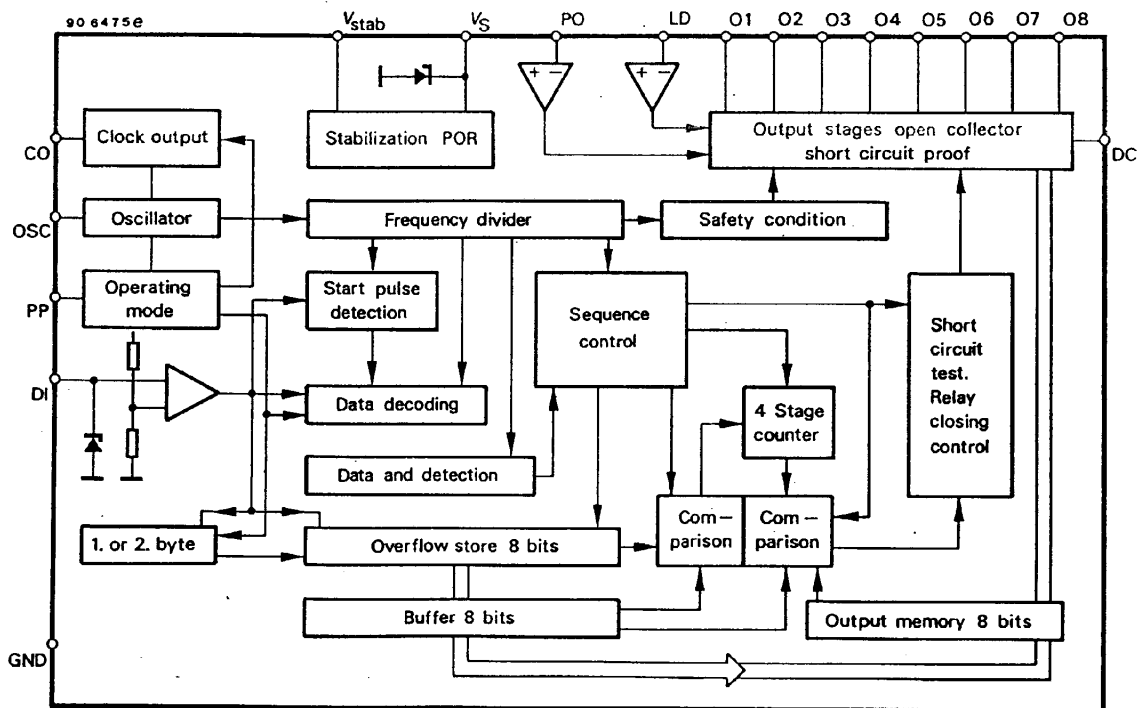 906475e
Vstab
VS
PO
LD
O1
O2
O3
O4
O5
O6
O7
O8
+ −
+ −
Clock output
Stabilization POR
Output stages open collector
short circuit proof
CO
DC
Oscillator
Frequency divider
Safety condition
OSC
Operating
mode
Start pulse
detection
Sequence
control
Short
circuit
test.
Relay
closing
control
PP
DI
Data decoding
4 Stage
counter
Data and detection
Com-
parison
Com-
parison
1. or 2. byte
Overflow store 8 bits
Buffer 8 bits
Output memory 8 bits
GND